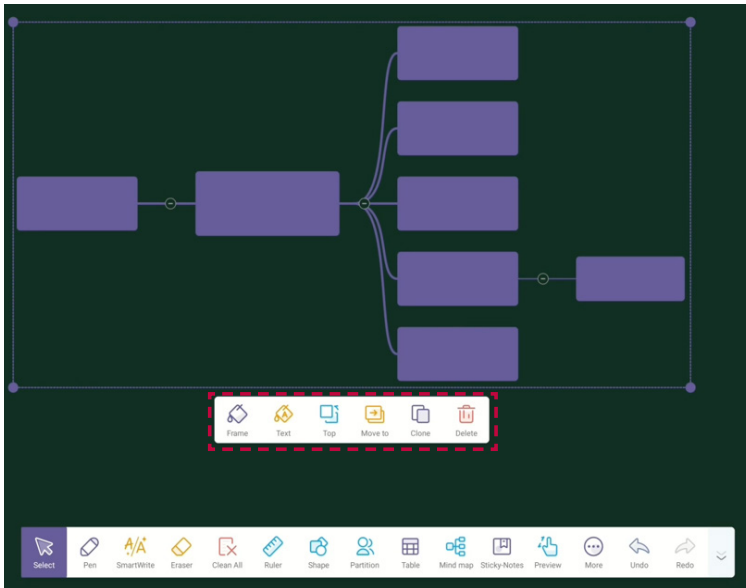 Frame Text Top Move to Clone Delete
Select Pen SmartWrite Eraser Clean All Ruler Shape Partition Table Mind map Sticky-Notes Preview More Undo Redo